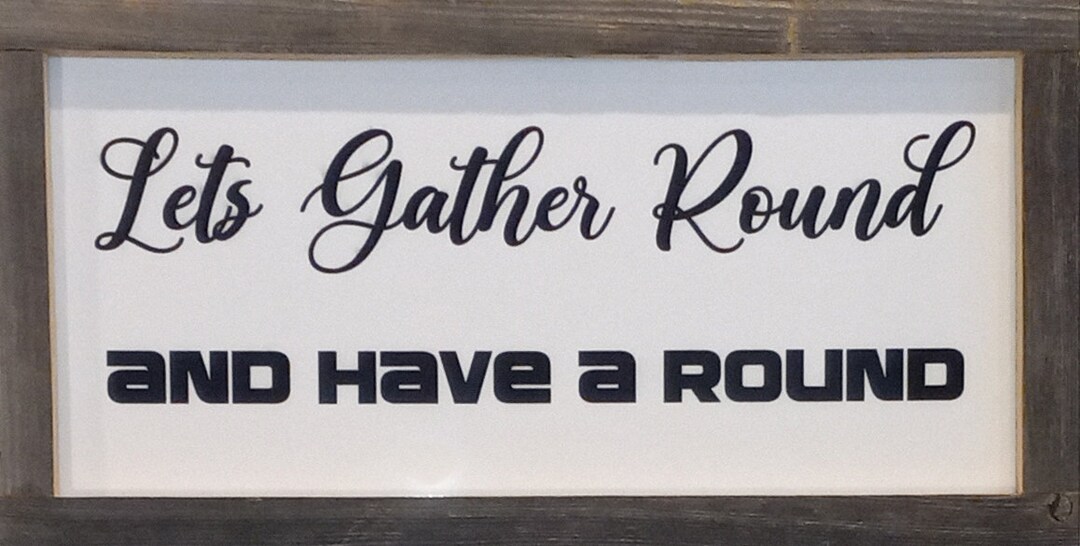 Lets Gather Round
aND Have a ROUND